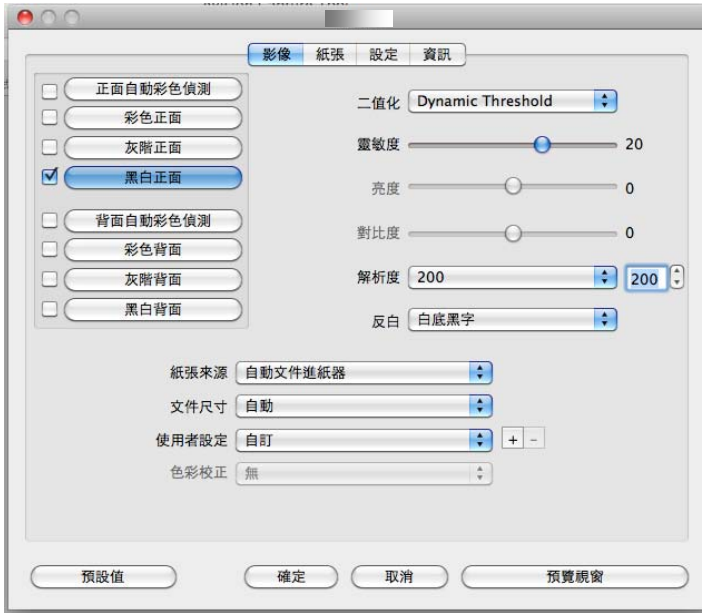 影像 紙張 設定 資訊
正面自動彩色偵測
彩色正面
灰階正面
黑白正面
背面自動彩色偵測
彩色背面
灰階背面
黑白背面
二值化 Dynamic Threshold
靈敏度 20
亮度 0
對比度 0
解析度 200 200
反白 白底黑字
紙張來源 自動文件進紙器
文件尺寸 自動
使用者設定 自訂 + -
色彩校正 無
預設值 確定 取消 預覽視窗